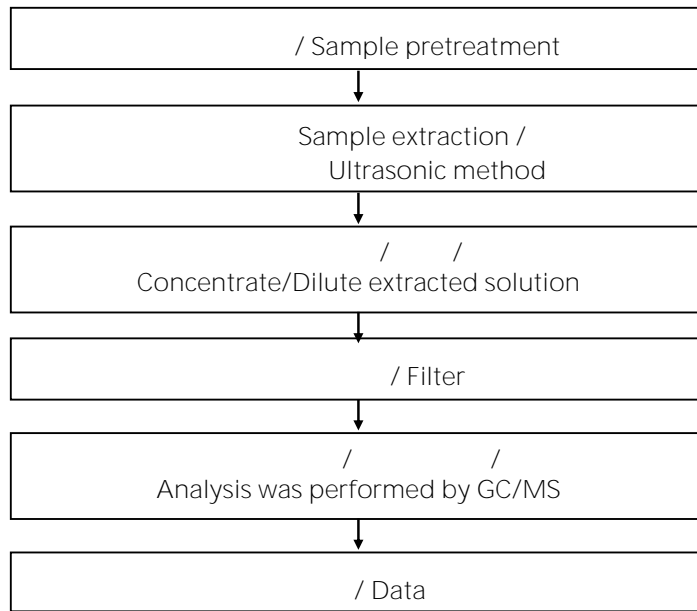 / Sample pretreatment
Sample extraction /
Ultrasonic method
/ /
Concentrate/Dilute extracted solution
/ Filter
/ /
Analysis was performed by GC/MS
/ Data